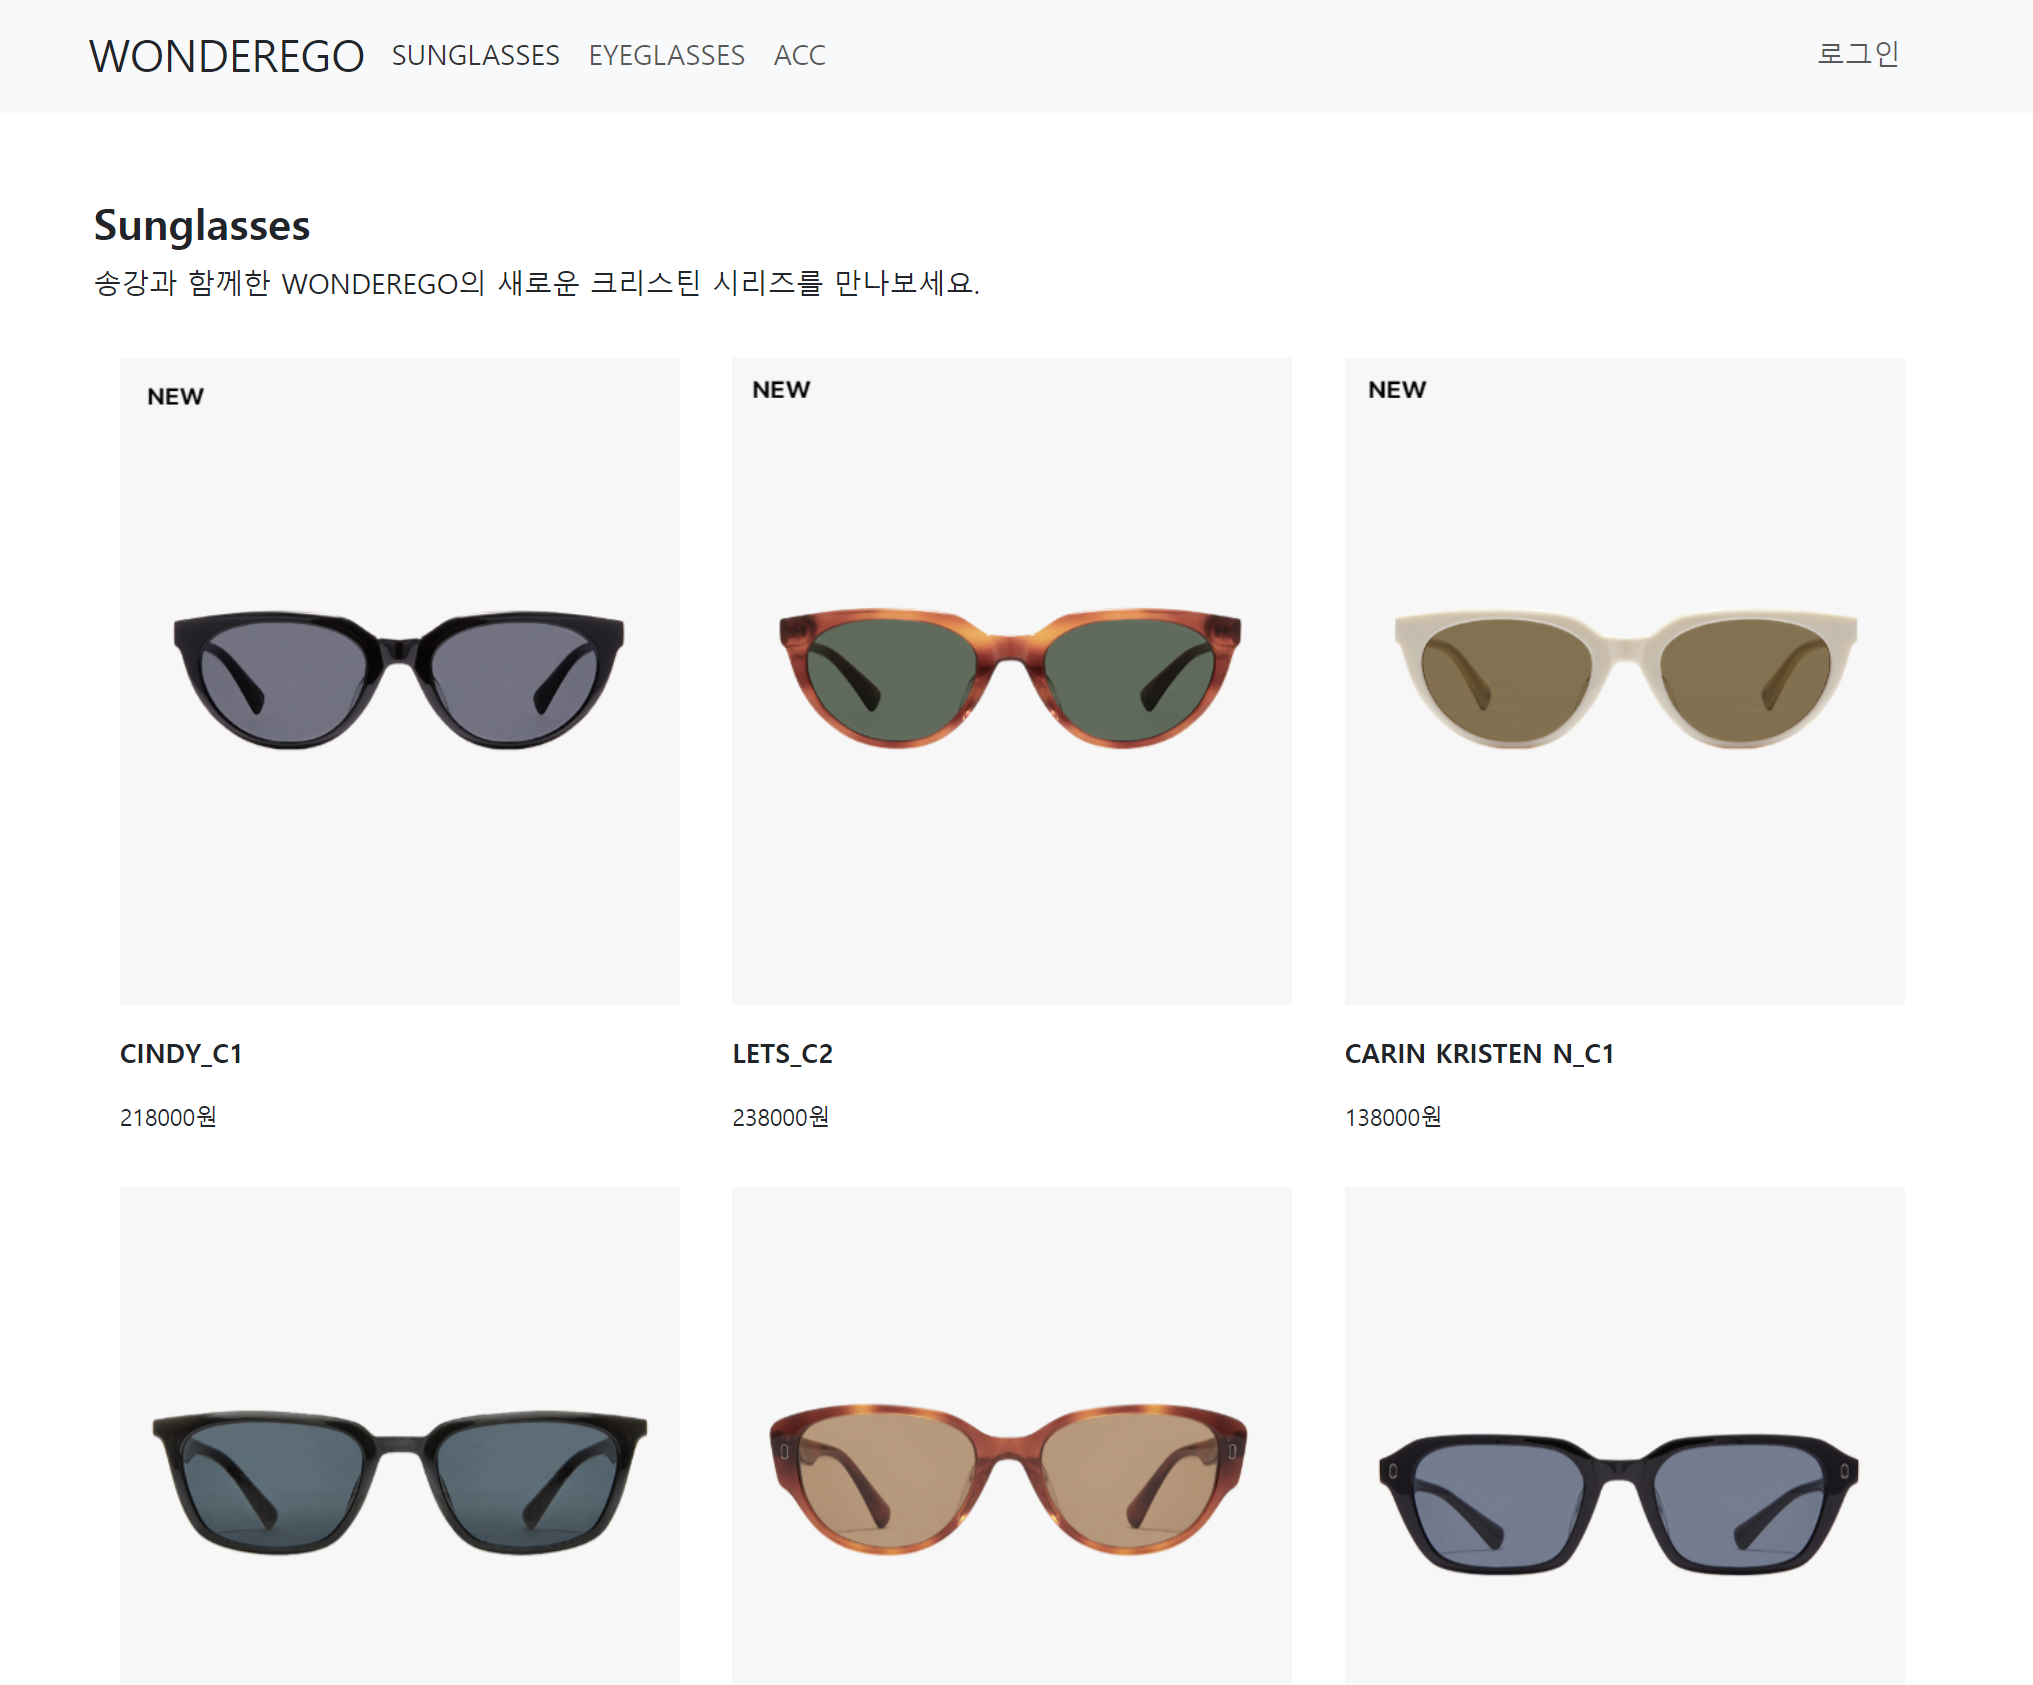 WONDEREGO SUNGLASSES EYEGLASSES ACC 로그인
Sunglasses
송강과 함께한 WONDEREGO의 새로운 크리스틴 시리즈를 만나보세요.
NEW NEW NEW
CINDY_C1 LETS_C2 CARIN KRISTEN N_C1
218000원 238000원 138000원